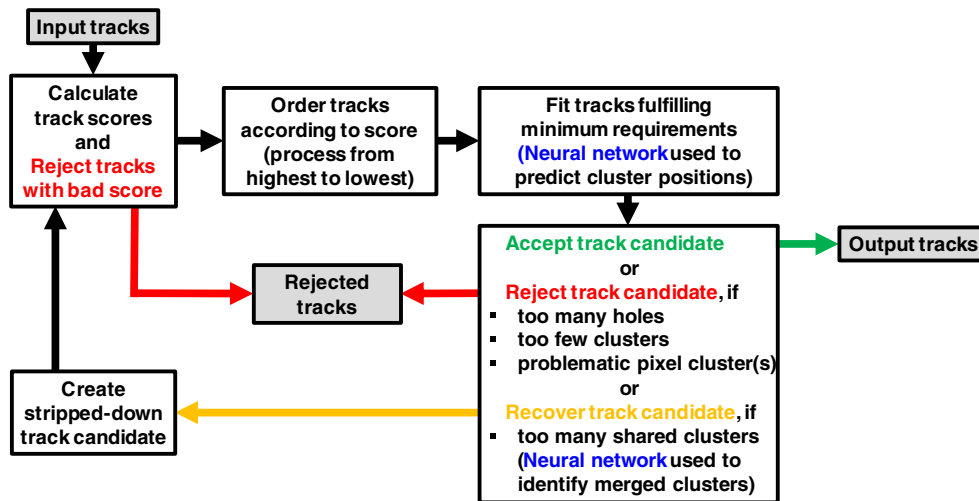 Input tracks
Calculate
track scores
and
Reject tracks
with bad score
Order tracks
according to score
(process from
highest to lowest)
Fit tracks fulfilling
minimum requirements
(Neural network used to
predict cluster positions)
Accept track candidate
or
Reject track candidate, if
▪ too many holes
▪ too few clusters
▪ problematic pixel cluster(s)
or
Recover track candidate, if
▪ too many shared clusters
(Neural network used to
identify merged clusters)
Output tracks
Rejected
tracks
Create
stripped-down
track candidate